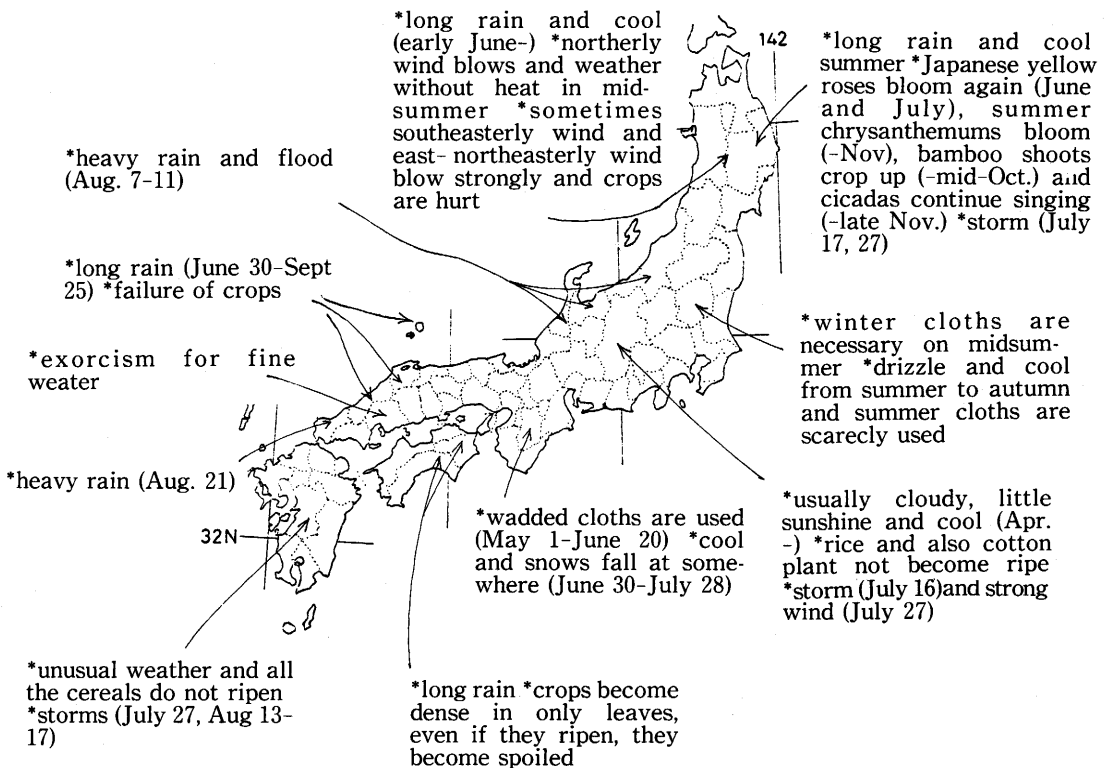 *long rain and cool
(early June-) *northerly
wind blows and weather
without heat in mid-
summer *sometimes
southeasterly wind and
east- northeasterly wind
blow strongly and crops
are hurt
142
*long rain and cool
summer *Japanese yellow
roses bloom again (June
and July), summer
chrysanthemums bloom
(-Nov), bamboo shoots
crop up (-mid-Oct.) and
cicadas continue singing
(-late Nov.) *storm (July
17, 27)
*heavy rain and flood
(Aug. 7-11)
*long rain (June 30-Sept
25) *failure of crops
*exorcism for fine
weater
*heavy rain (Aug. 21)
32N
*winter cloths are
necessary on midsum-
mer *drizzle and cool
from summer to autumn
and summer cloths are
scarecly used
*wadded cloths are used
(May 1-June 20) *cool
and snows fall at some-
where (June 30-July 28)
*usually cloudy, little
sunshine and cool (Apr.
-) *rice and also cotton
plant not become ripe
*storm (July 16)and strong
wind (July 27)
*unusual weather and all
the cereals do not ripen
*storms (July 27, Aug 13-
17)
*long rain *crops become
dense in only leaves,
even if they ripen, they
become spoiled